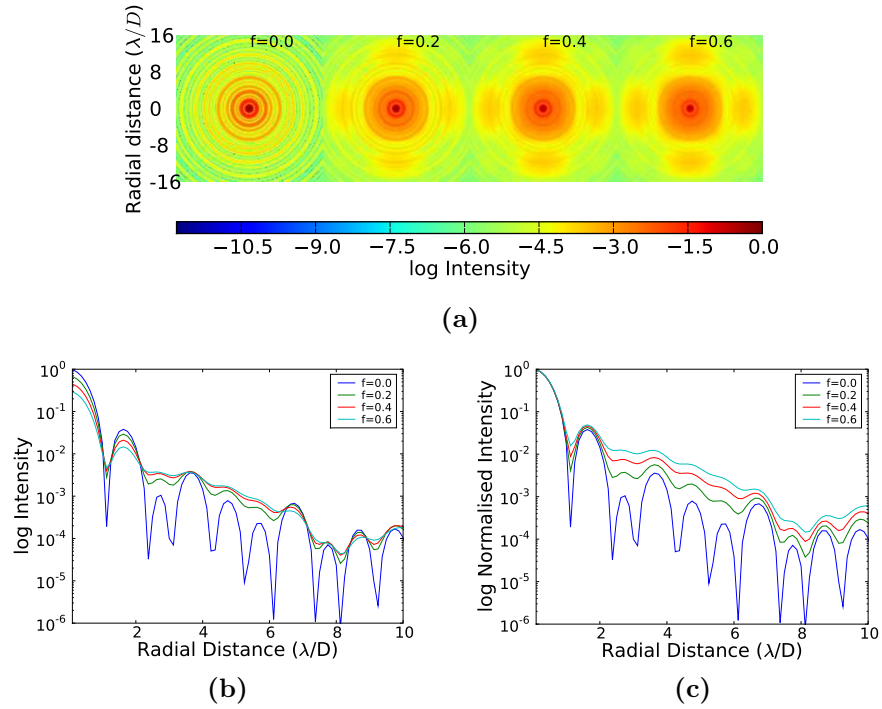 Radial distance (λ/D)
16
8
0
-8
-16
f=0.0 f=0.2 f=0.4 f=0.6
−10.5 −9.0 −7.5 −6.0 −4.5 −3.0 −1.5 0.0
log Intensity
(a)
log Intensity
10^0
10^-1
10^-2
10^-3
10^-4
10^-5
10^-6
f=0.0
f=0.2
f=0.4
f=0.6
2 4 6 8 10
Radial Distance (λ/D)
(b)
log Normalised Intensity
10^0
10^-1
10^-2
10^-3
10^-4
10^-5
10^-6
f=0.0
f=0.2
f=0.4
f=0.6
2 4 6 8 10
Radial Distance (λ/D)
(c)